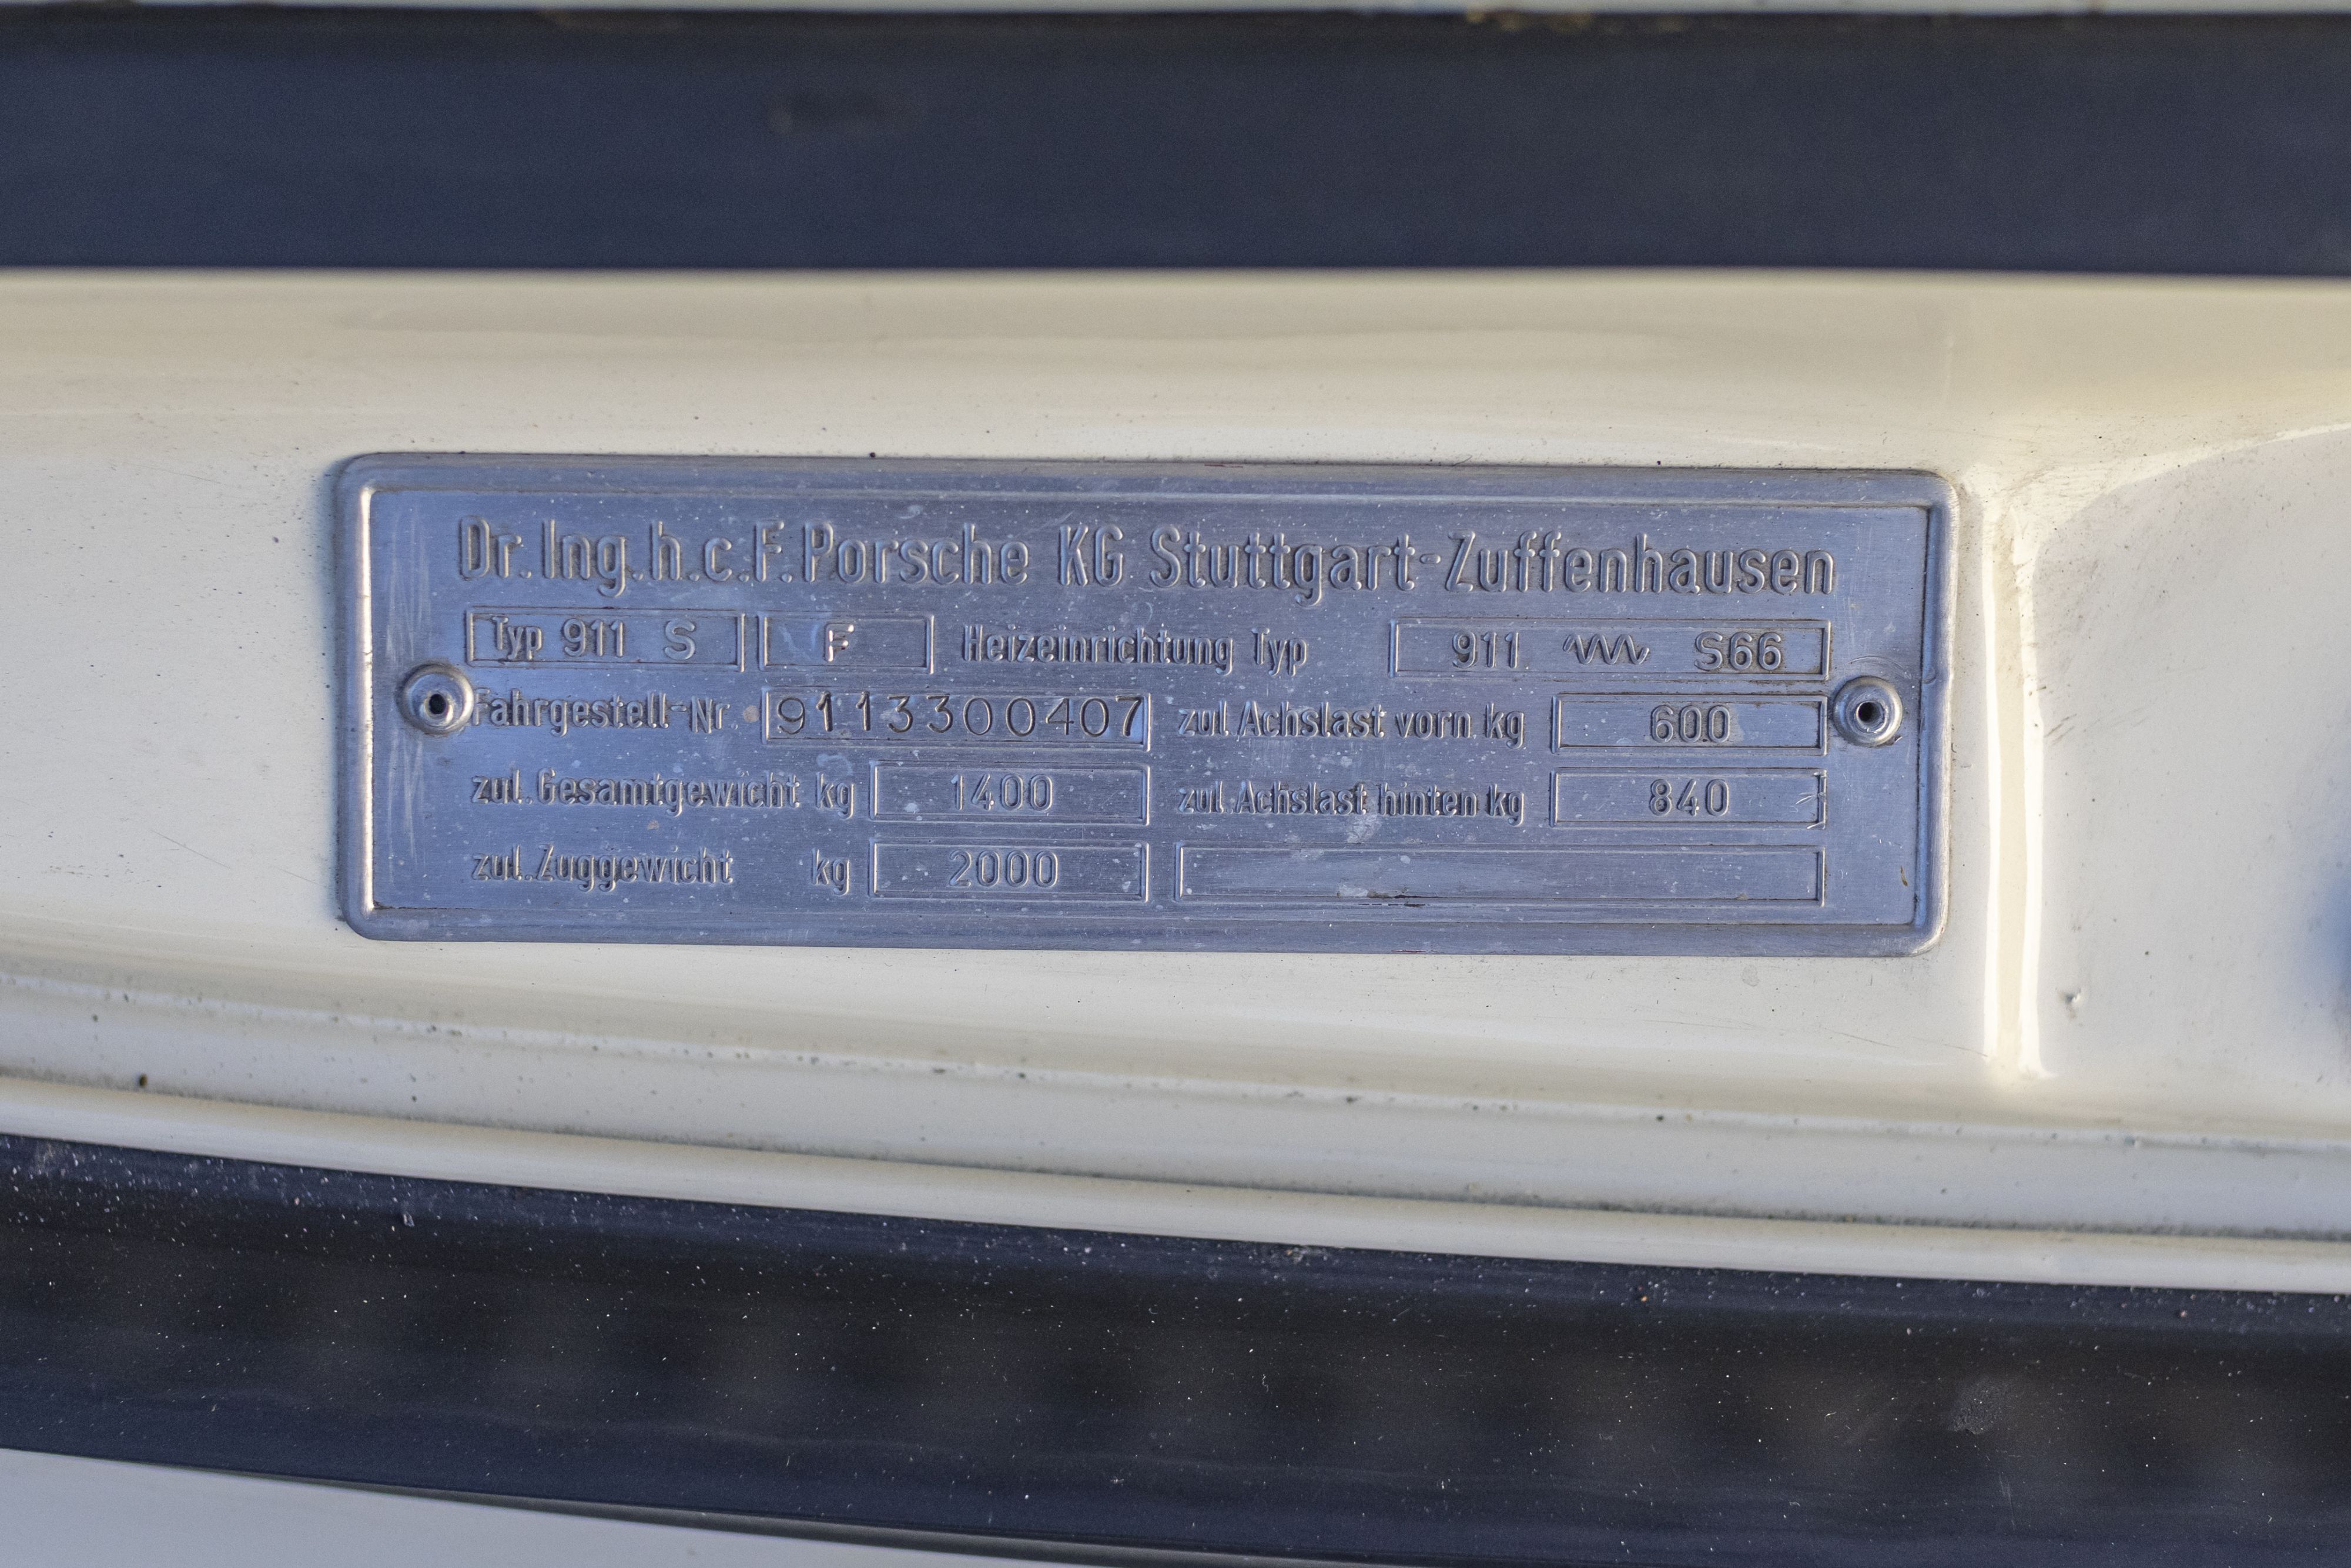 Dr. Ing. h. c. F. Porsche KG Stuttgart-Zuffenhausen
Typ 911 S F Heizeinrichtung Typ 911 ~~~ S66
Fahrgestell-Nr. 9113300407 zul. Achslast vorn kg 600
zul. Gesamtgewicht kg 1400 zul. Achslast hinten kg 840
zul. Zuggewicht kg 2000